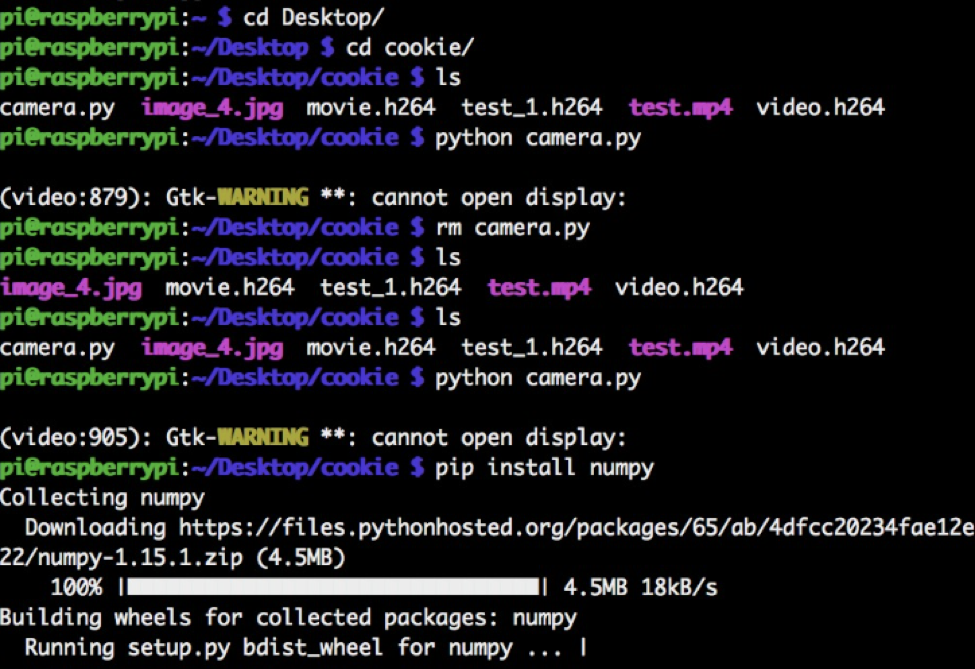 pi@raspberrypi:~ $ cd Desktop/
pi@raspberrypi:~/Desktop $ cd cookie/
pi@raspberrypi:~/Desktop/cookie $ ls
camera.py image_4.jpg movie.h264 test_1.h264 test.mp4 video.h264
pi@raspberrypi:~/Desktop/cookie $ python camera.py
(video:879): Gtk-WARNING **: cannot open display:
pi@raspberrypi:~/Desktop/cookie $ rm camera.py
pi@raspberrypi:~/Desktop/cookie $ ls
image_4.jpg movie.h264 test_1.h264 test.mp4 video.h264
pi@raspberrypi:~/Desktop/cookie $ ls
camera.py image_4.jpg movie.h264 test_1.h264 test.mp4 video.h264
pi@raspberrypi:~/Desktop/cookie $ python camera.py
(video:905): Gtk-WARNING **: cannot open display:
pi@raspberrypi:~/Desktop/cookie $ pip install numpy
Collecting numpy
Downloading https://files.pythonhosted.org/packages/65/ab/4dfcc20234fae12e
22/numpy-1.15.1.zip (4.5MB)
100% |████████████████████████████████| 4.5MB 18kB/s
Building wheels for collected packages: numpy
Running setup.py bdist_wheel for numpy ... |